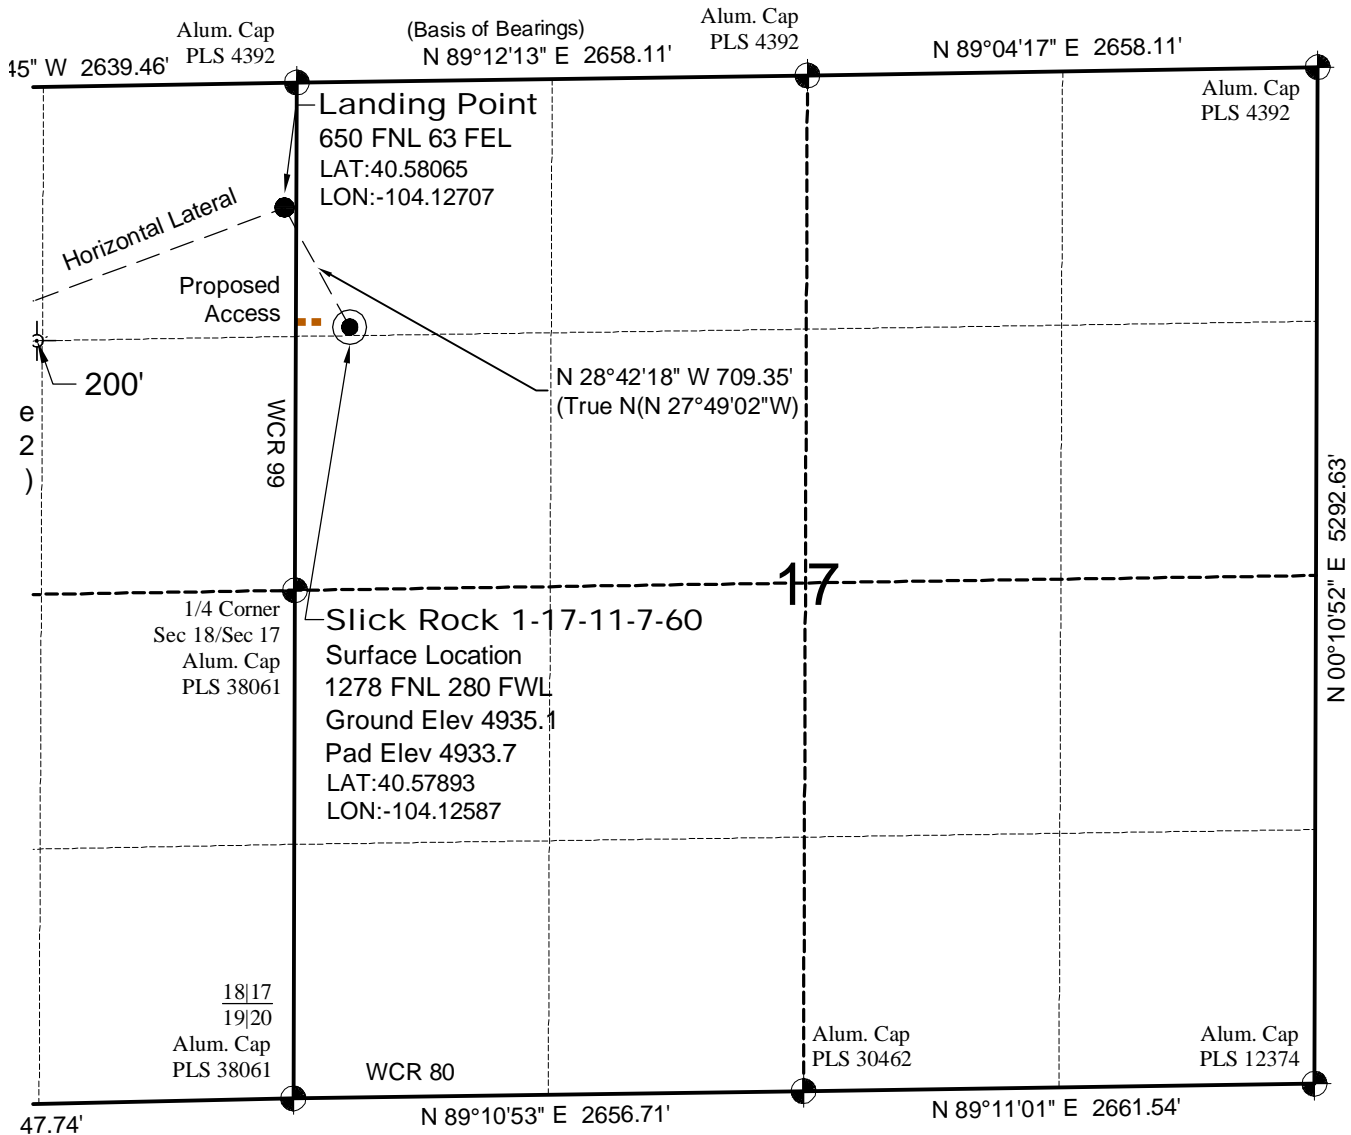 Alum. Cap
PLS 4392
(Basis of Bearings)
N 89°12'13" E 2658.11'
Alum. Cap
PLS 4392
N 89°04'17" E 2658.11'
45" W 2639.46'
Alum. Cap
PLS 4392
Landing Point
650 FNL 63 FEL
LAT:40.58065
LON:-104.12707
Horizontal Lateral
Proposed
Access
200'
N 28°42'18" W 709.35'
(True N(N 27°49'02"W)
e
2
)
WCR 99
N 00°10'52" E 5292.63'
17
1/4 Corner
Sec 18/Sec 17
Alum. Cap
PLS 38061
Slick Rock 1-17-11-7-60
Surface Location
1278 FNL 280 FWL
Ground Elev 4935.1
Pad Elev 4933.7
LAT:40.57893
LON:-104.12587
18|17
19|20
Alum. Cap
PLS 38061
WCR 80
Alum. Cap
PLS 30462
Alum. Cap
PLS 12374
47.74'
N 89°10'53" E 2656.71'
N 89°11'01" E 2661.54'